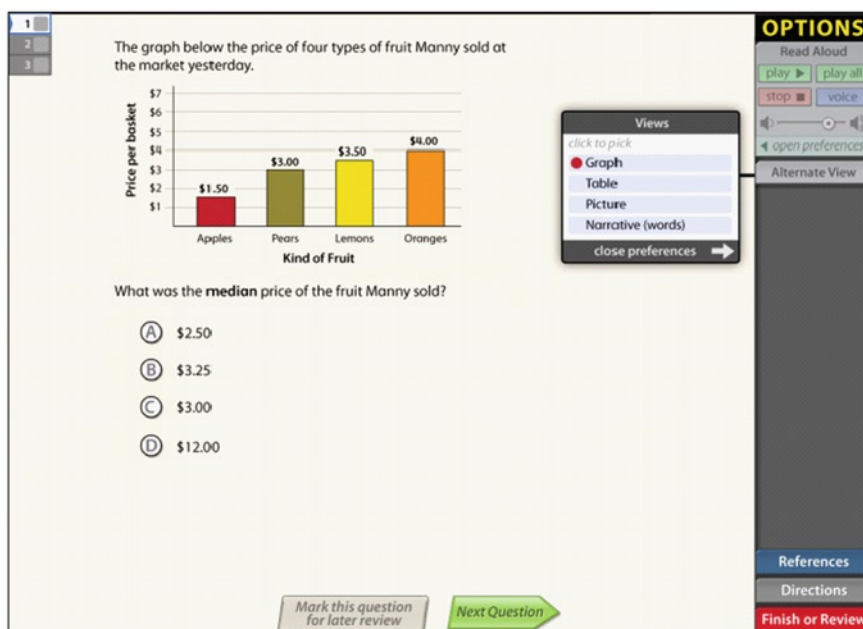 1
2
3
The graph below the price of four types of fruit Manny sold at
the market yesterday.
Price per basket
$7
$6
$5
$4
$3
$2
$1
$1.50
$3.00
$3.50
$4.00
Apples
Pears
Lemons
Oranges
Kind of Fruit
What was the median price of the fruit Manny sold?
A $2.50
B $3.25
C $3.00
D $12.00
Mark this question
for later review
Next Question
Views
click to pick
Graph
Table
Picture
Narrative (words)
close preferences
OPTIONS
Read Aloud
play
play all
stop
voice
open preferences
Alternate View
References
Directions
Finish or Review